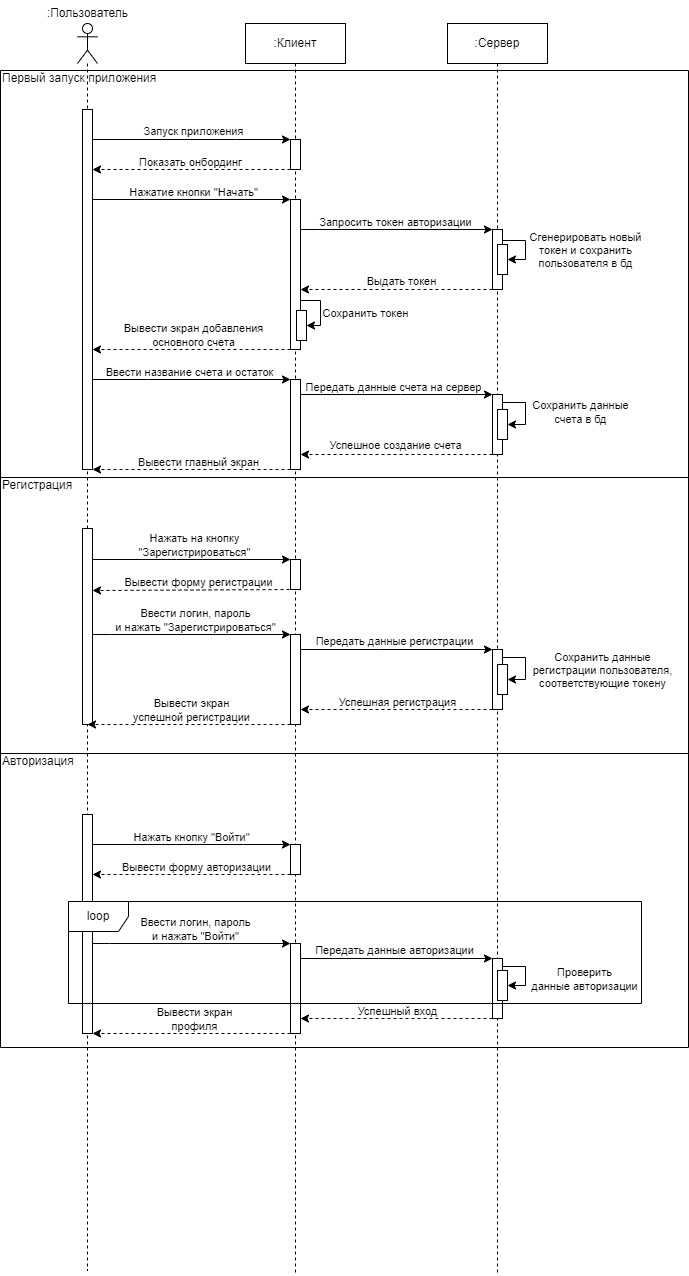 :Пользователь
:Клиент
:Сервер
Первый запуск приложения
Запуск приложения
Показать онбординг
Нажатие кнопки "Начать"
Запросить токен авторизации
Сгенерировать новый
токен и сохранить
пользователя в бд
Выдать токен
Сохранить токен
Вывести экран добавления
основного счета
Ввести название счета и остаток
Передать данные счета на сервер
Сохранить данные
счета в бд
Успешное создание счета
Вывести главный экран
Регистрация
Нажать на кнопку
"Зарегистрироваться"
Вывести форму регистрации
Ввести логин, пароль
и нажать "Зарегистрироваться"
Передать данные регистрации
Сохранить данные
регистрации пользователя,
соответствующие токену
Успешная регистрация
Вывести экран
успешной регистрации
Авторизация
Нажать кнопку "Войти"
Вывести форму авторизации
loop
Ввести логин, пароль
и нажать "Войти"
Передать данные авторизации
Проверить
данные авторизации
Успешный вход
Вывести экран
профиля